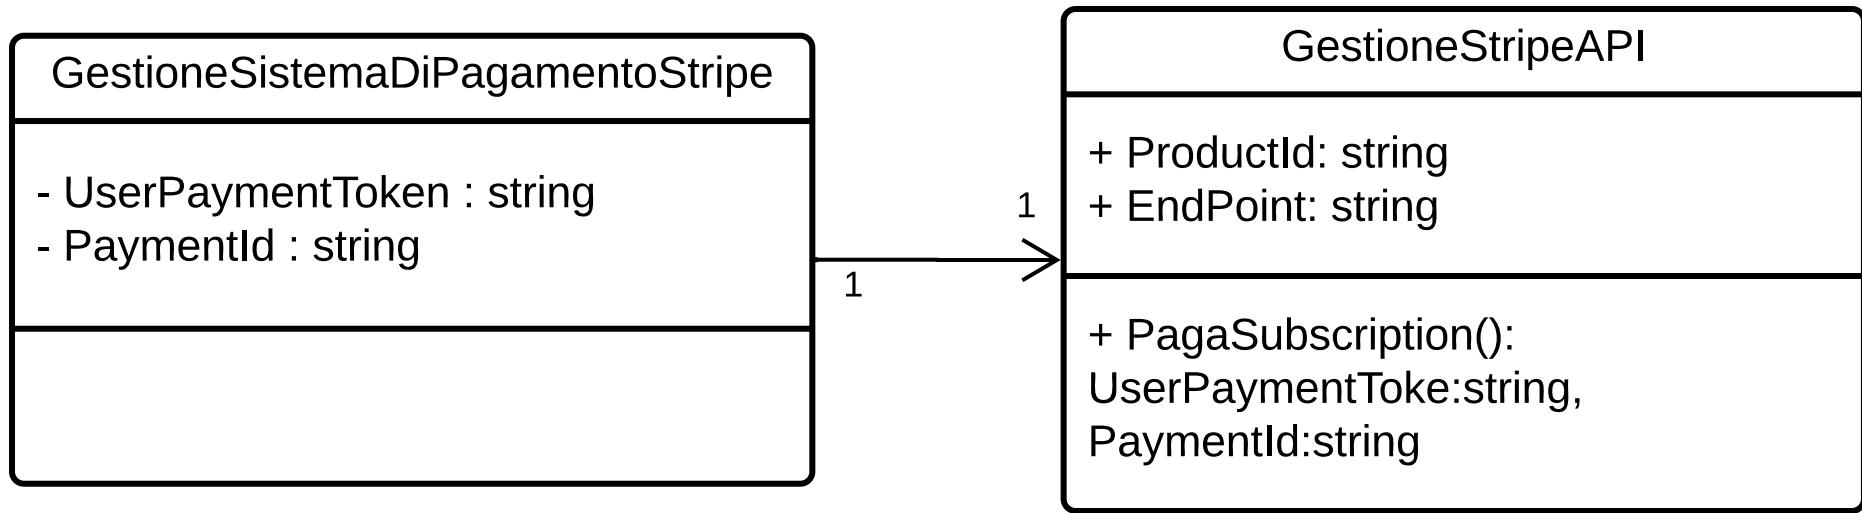 GestioneSistemaDiPagamentoStripe
- UserPaymentToken : string
- PaymentId : string
1
1
GestioneStripeAPI
+ ProductId: string
+ EndPoint: string
+ PagaSubscription():
UserPaymentToke:string,
PaymentId:string